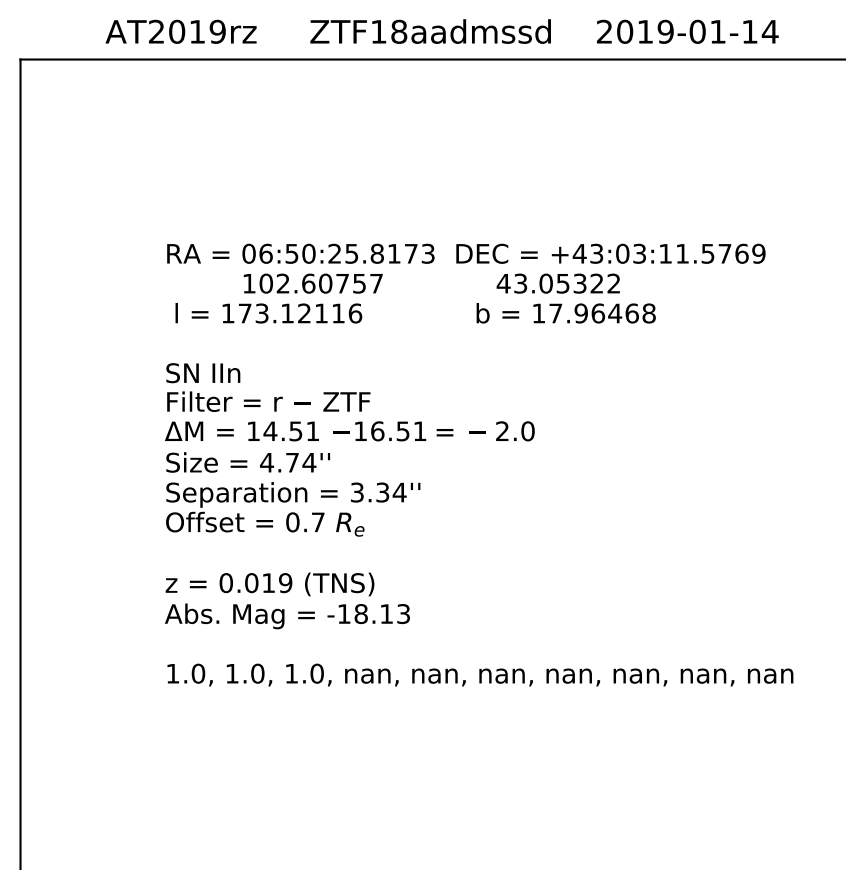 AT2019rz ZTF18aadmssd 2019-01-14
RA = 06:50:25.8173 DEC = +43:03:11.5769
102.60757 43.05322
l = 173.12116 b = 17.96468
SN IIn
Filter = r − ZTF
ΔM = 14.51 −16.51 = − 2.0
Size = 4.74''
Separation = 3.34''
Offset = 0.7 Re
z = 0.019 (TNS)
Abs. Mag = -18.13
1.0, 1.0, 1.0, nan, nan, nan, nan, nan, nan, nan